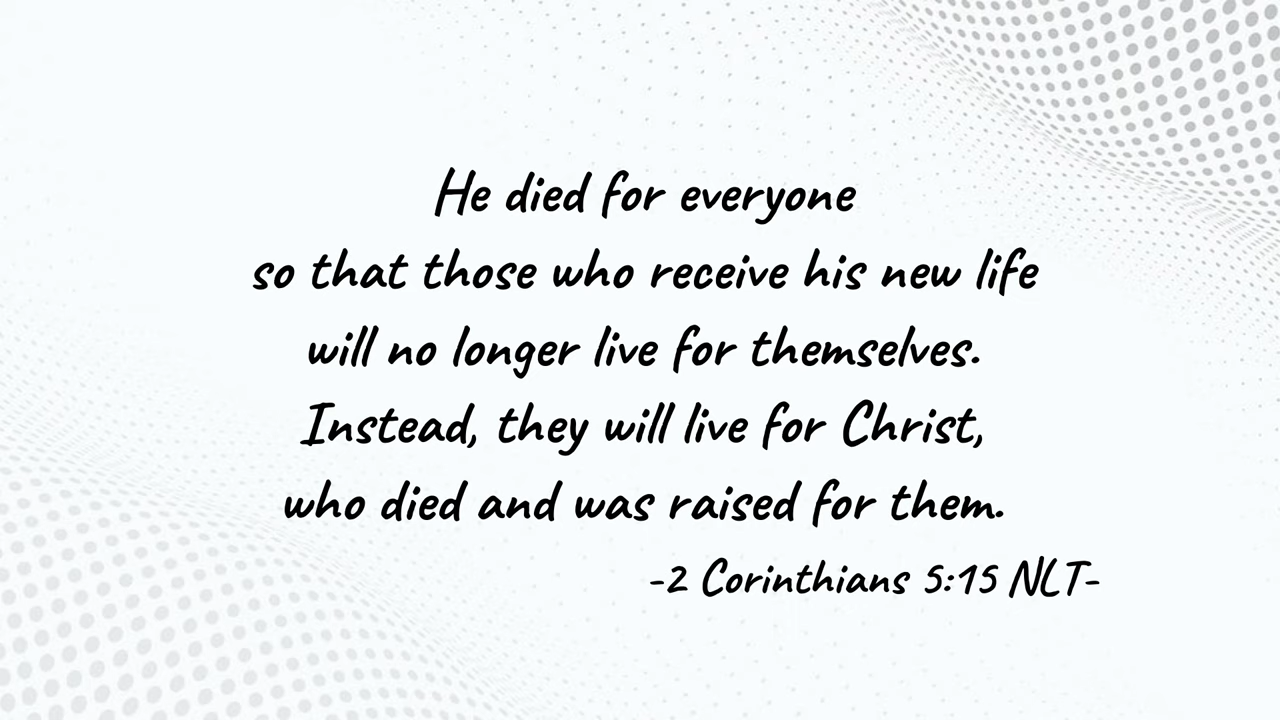 He died for everyone
so that those who receive his new life
will no longer live for themselves.
Instead, they will live for Christ,
who died and was raised for them.
-2 Corinthians 5:15 NLT-